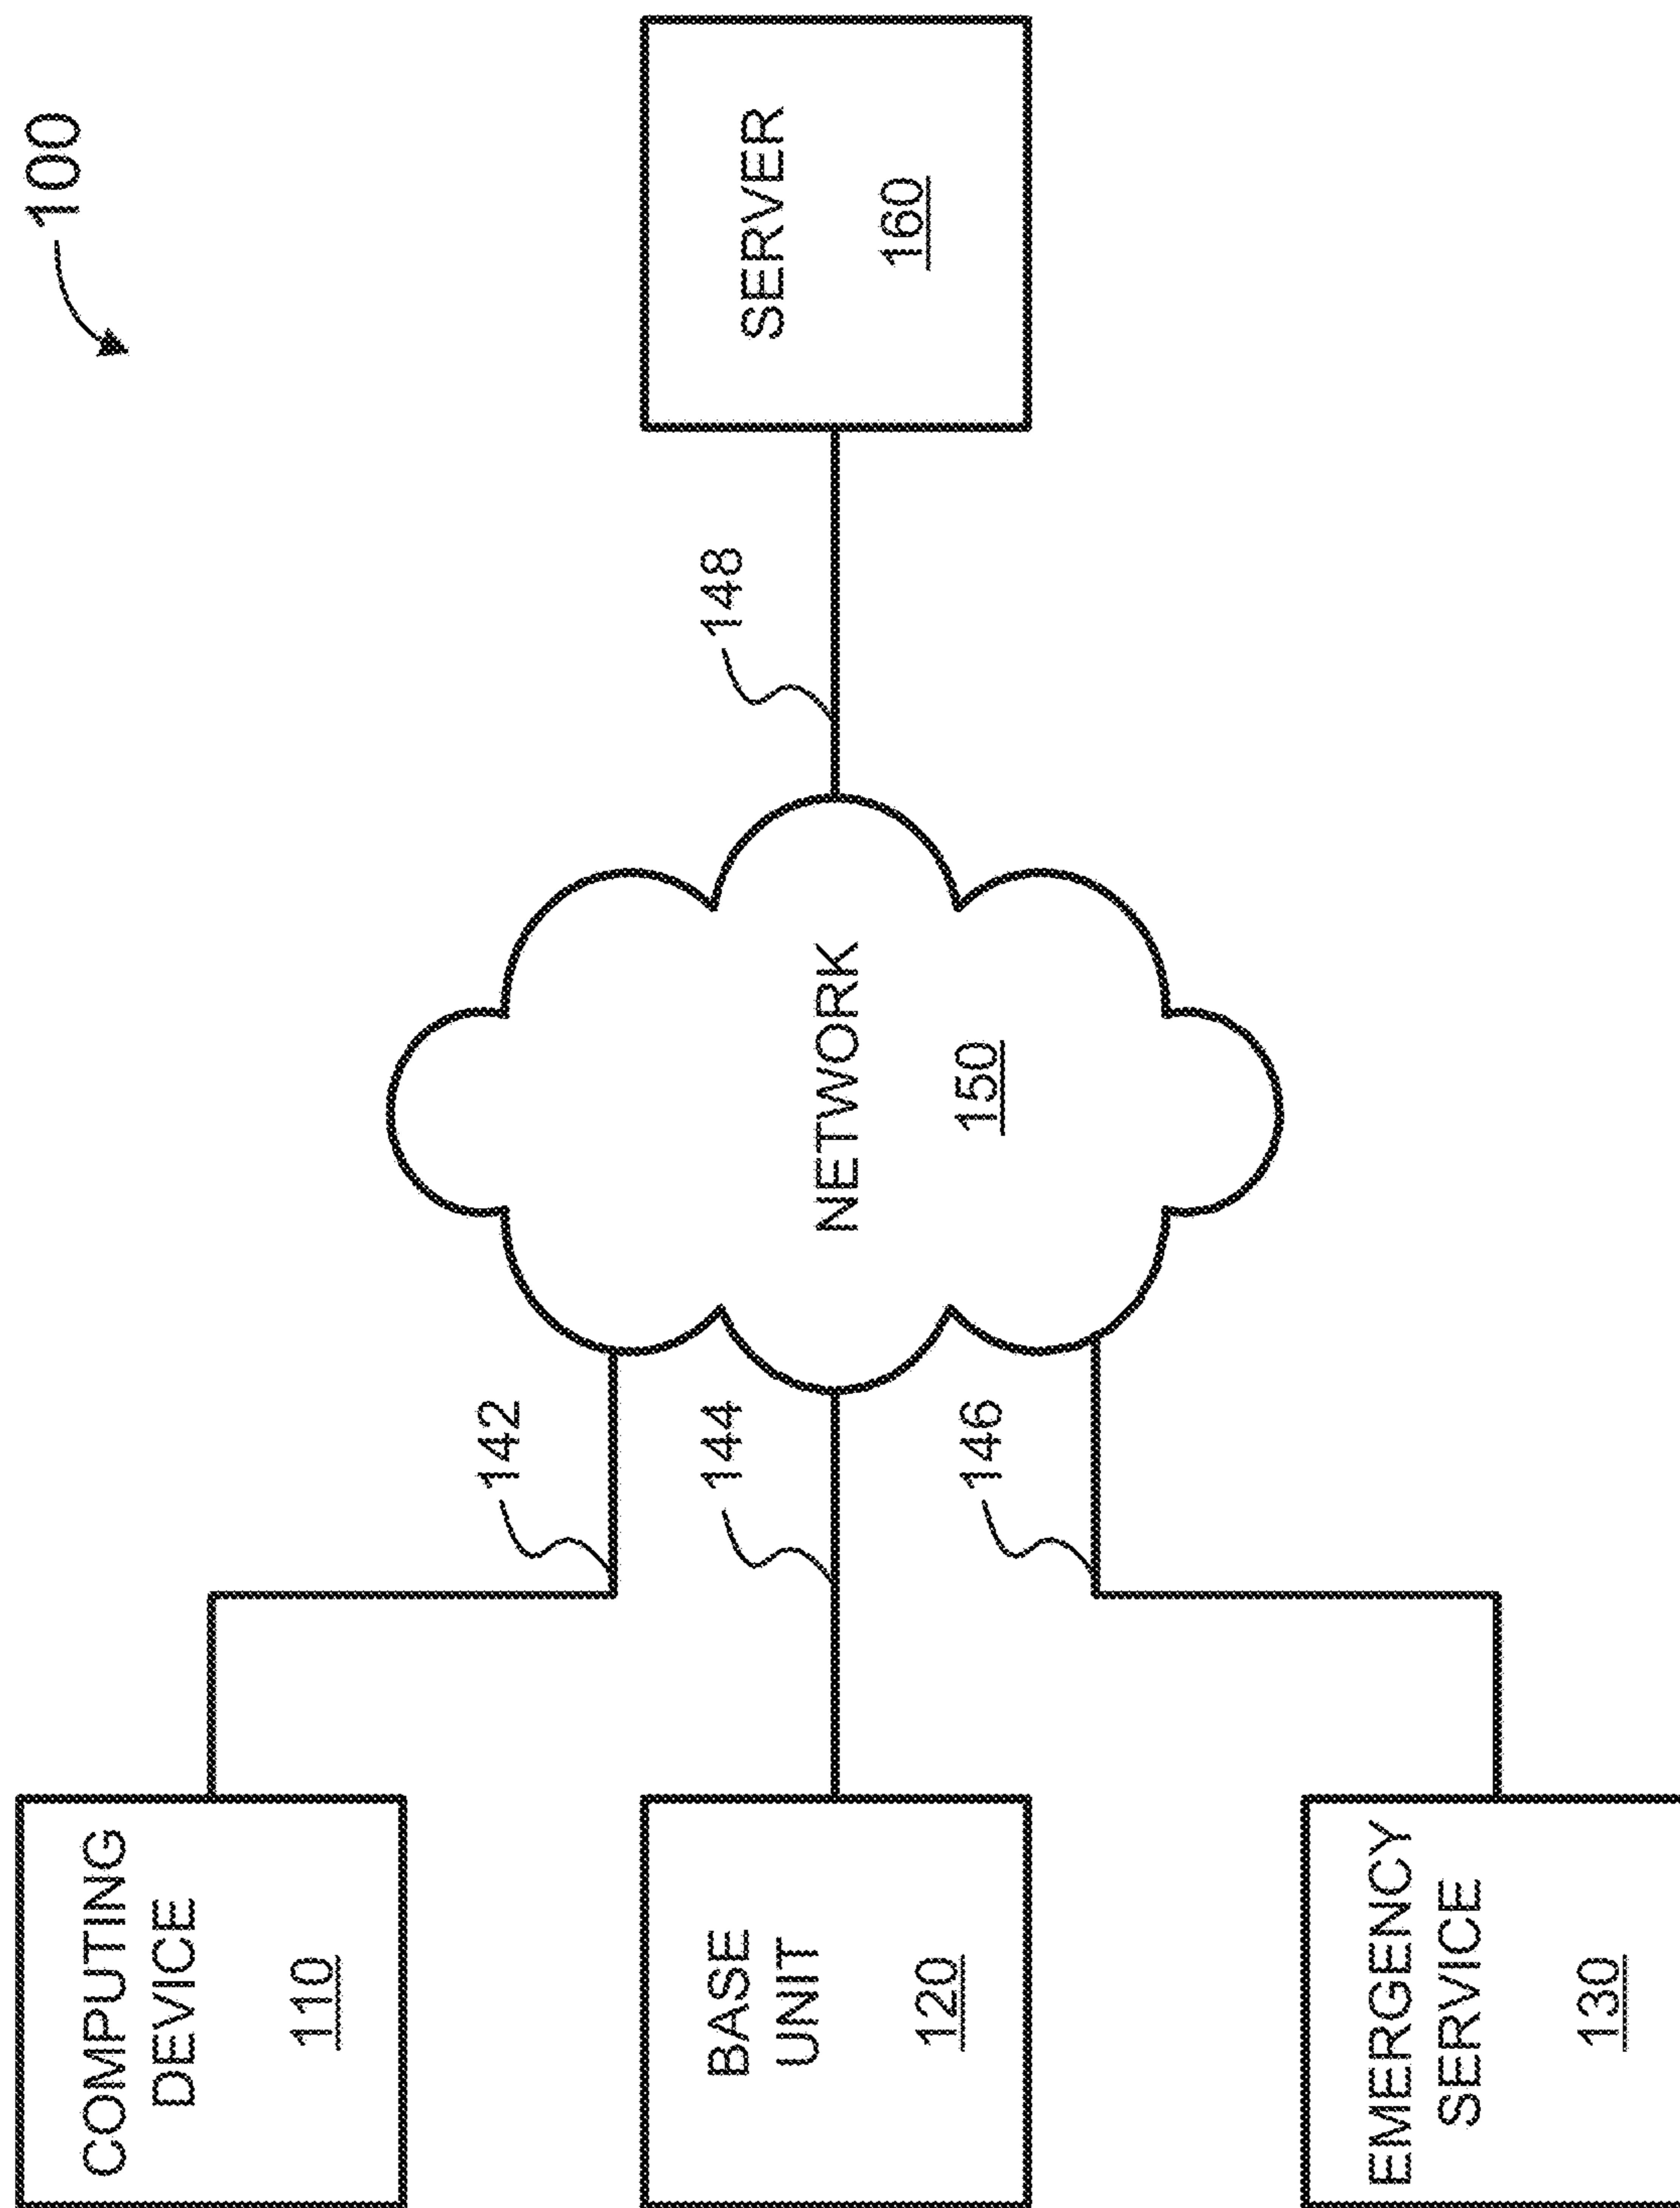 100
COMPUTING
DEVICE
110
142
BASE
UNIT
120
144
NETWORK
150
148
SERVER
160
146
EMERGENCY
SERVICE
130